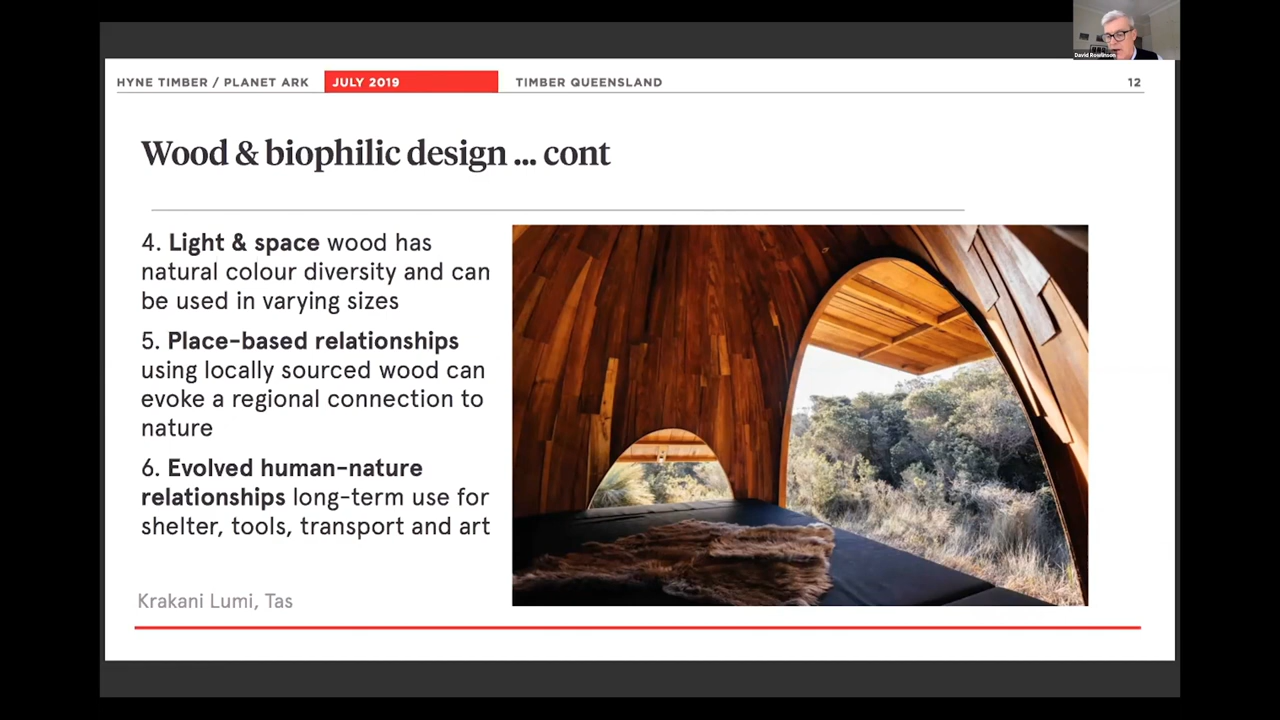 David Rowlinson
HYNE TIMBER / PLANET ARK JULY 2019 TIMBER QUEENSLAND 12
Wood & biophilic design ... cont
4. Light & space wood has
natural colour diversity and can
be used in varying sizes
5. Place-based relationships
using locally sourced wood can
evoke a regional connection to
nature
6. Evolved human-nature
relationships long-term use for
shelter, tools, transport and art
Krakani Lumi, Tas